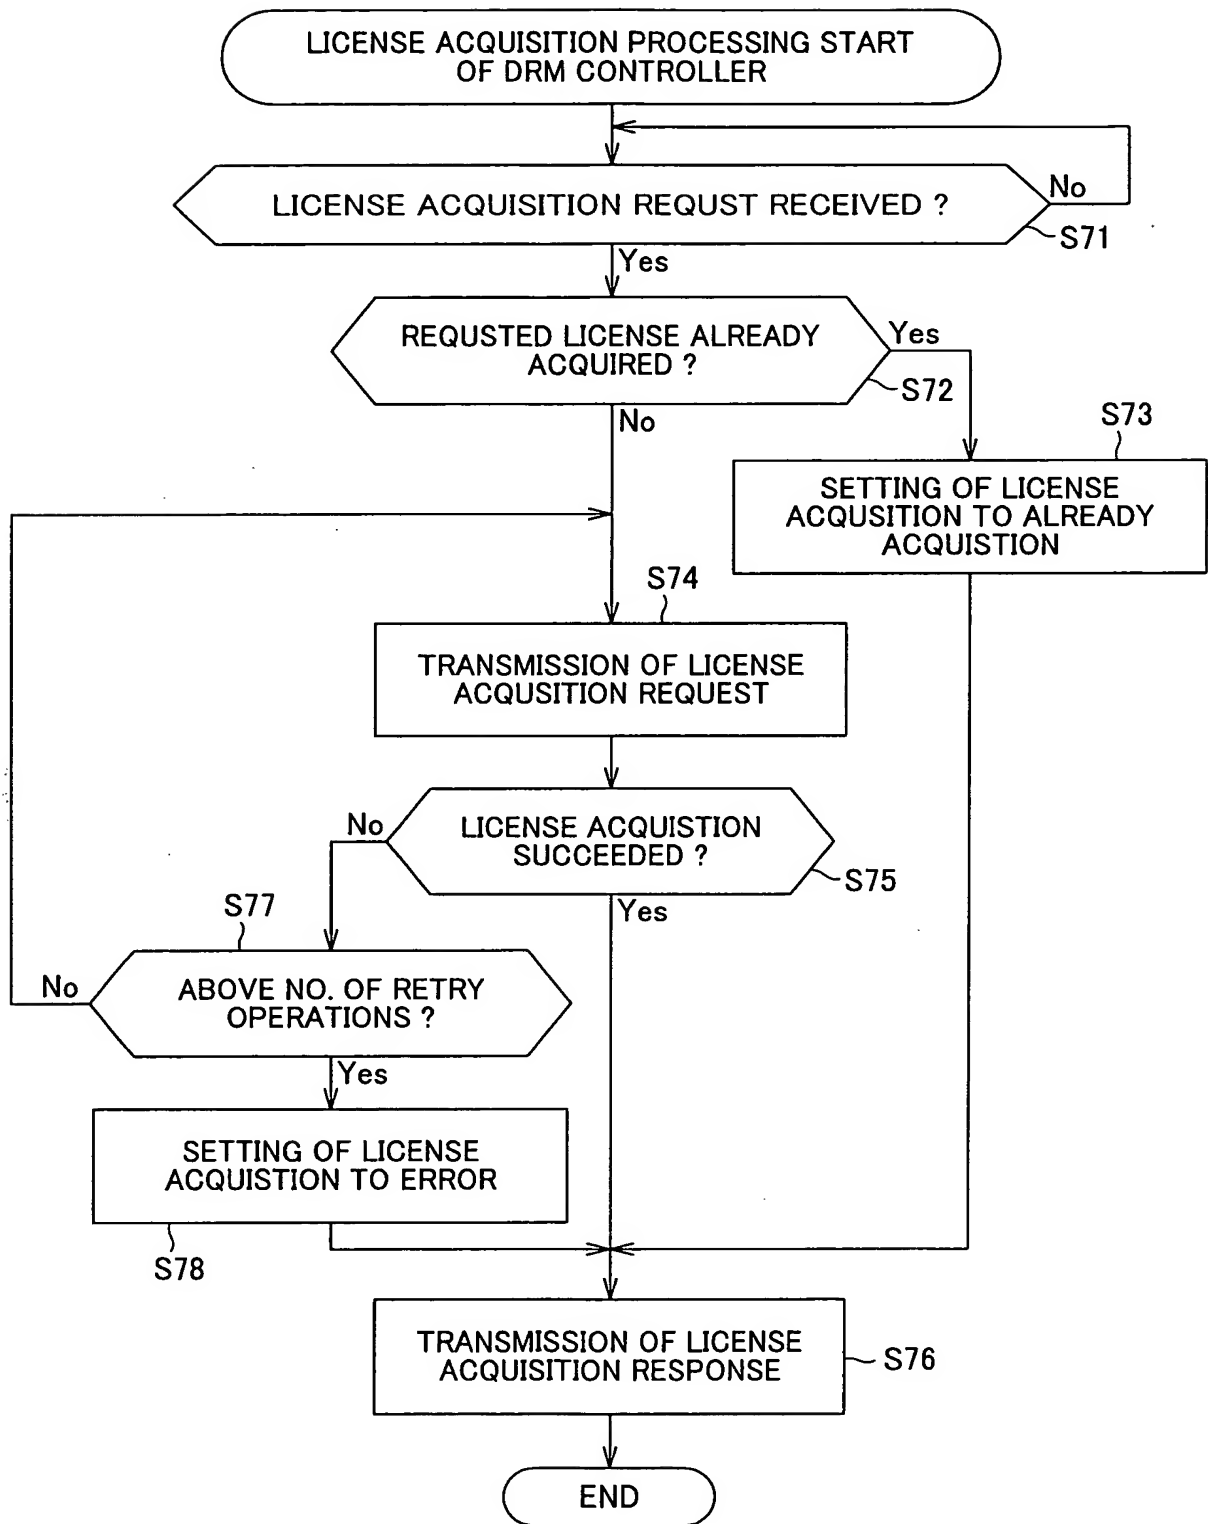 LICENSE ACQUISITION PROCESSING START
OF DRM CONTROLLER
LICENSE ACQUISITION REQUST RECEIVED ?
No
S71
Yes
REQUSTED LICENSE ALREADY
ACQUIRED ?
Yes
S72
No
S73
SETTING OF LICENSE
ACQUSITION TO ALREADY
ACQUISTION
S74
TRANSMISSION OF LICENSE
ACQUSITION REQUEST
No
LICENSE ACQUISTION
SUCCEEDED ?
S75
Yes
S77
No
ABOVE NO. OF RETRY
OPERATIONS ?
Yes
SETTING OF LICENSE
ACQUISTION TO ERROR
S78
TRANSMISSION OF LICENSE
ACQUISITION RESPONSE
S76
END